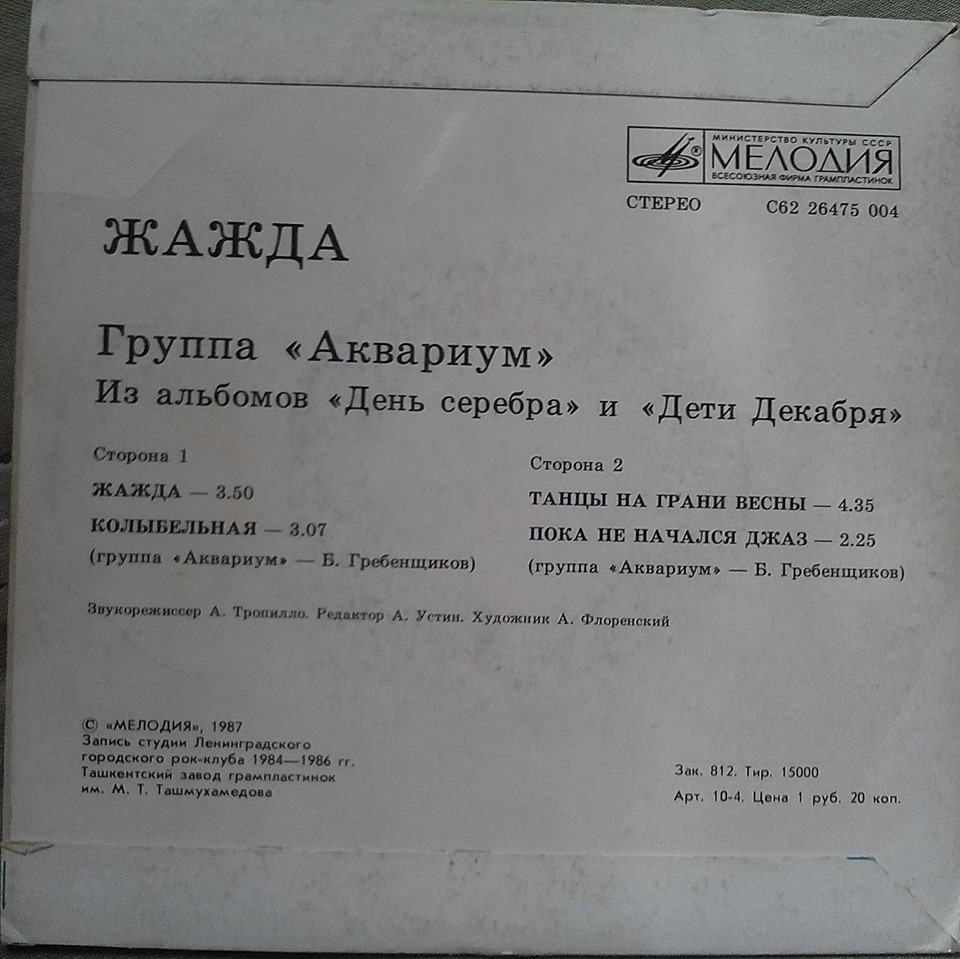 МИНИСТЕРСТВО КУЛЬТУРЫ СССР
МЕЛОДИЯ
ВСЕСОЮЗНАЯ ФИРМА ГРАМПЛАСТИНОК
СТЕРЕО С62 26475 004
ЖАЖДА
Группа «Аквариум»
Из альбомов «День серебра» и «Дети Декабря»
Сторона 1
ЖАЖДА — 3.50
КОЛЫБЕЛЬНАЯ — 3.07
(группа «Аквариум» — Б. Гребенщиков)
Сторона 2
ТАНЦЫ НА ГРАНИ ВЕСНЫ — 4.35
ПОКА НЕ НАЧАЛСЯ ДЖАЗ — 2.25
(группа «Аквариум» — Б. Гребенщиков)
Звукорежиссер А. Тропилло. Редактор А. Устин. Художник А. Флоренский
© «МЕЛОДИЯ», 1987
Запись студии Ленинградского
городского рок-клуба 1984—1986 гг.
Ташкентский завод грампластинок
им. М. Т. Ташмухамедова
Зак. 812. Тир. 15000
Арт. 10-4. Цена 1 руб. 20 коп.